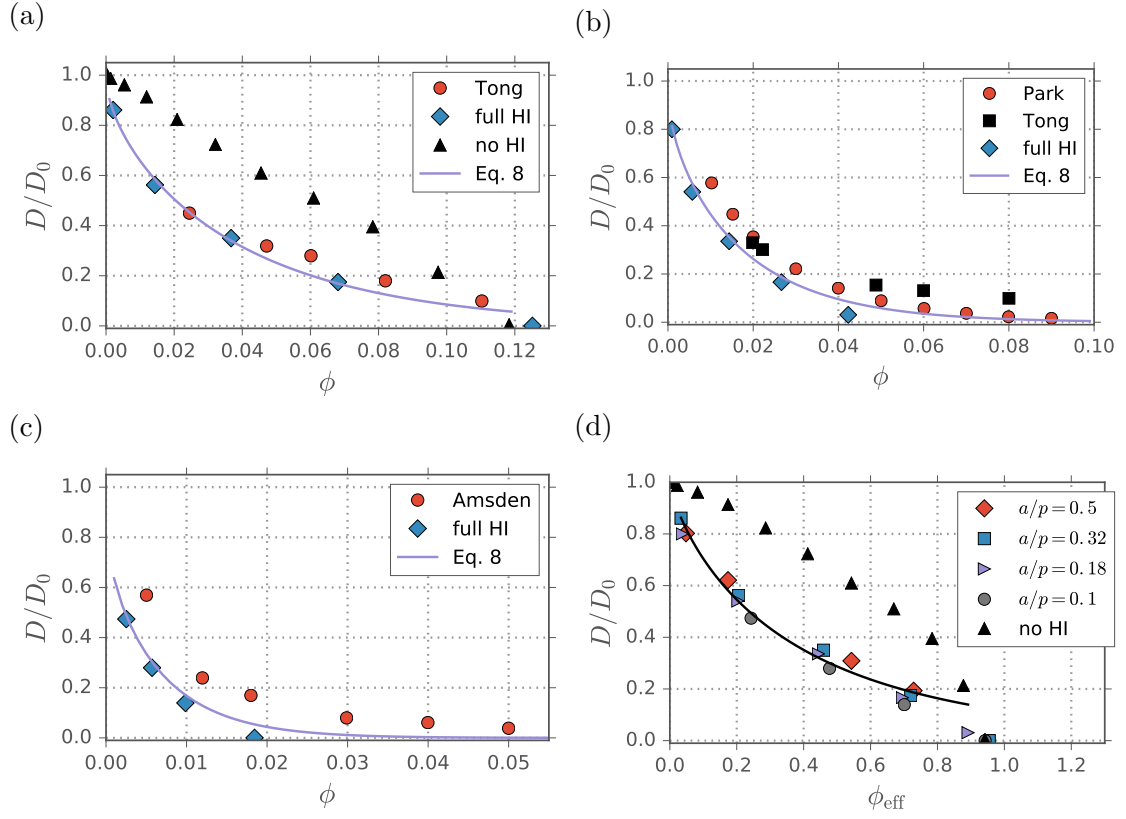 (a)
1.0
0.8
0.6
0.4
0.2
0.0
D/D₀
0.00 0.02 0.04 0.06 0.08 0.10 0.12
ϕ
Tong
full HI
no HI
Eq. 8
(b)
1.0
0.8
0.6
0.4
0.2
0.0
D/D₀
0.00 0.02 0.04 0.06 0.08 0.10
ϕ
Park
Tong
full HI
Eq. 8
(c)
1.0
0.8
0.6
0.4
0.2
0.0
D/D₀
0.00 0.01 0.02 0.03 0.04 0.05
ϕ
Amsden
full HI
Eq. 8
(d)
1.0
0.8
0.6
0.4
0.2
0.0
D/D₀
0.0 0.2 0.4 0.6 0.8 1.0 1.2
ϕeff
a/p = 0.5
a/p = 0.32
a/p = 0.18
a/p = 0.1
no HI